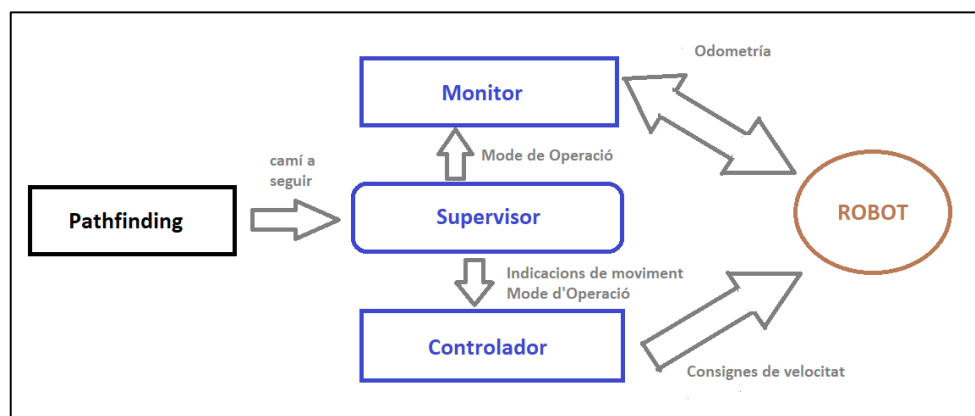 Odometría
Monitor
camí a
seguir
Mode de Operació
Pathfinding
Supervisor
ROBOT
Indicacions de moviment
Mode d'Operació
Controlador
Consignes de velocitat